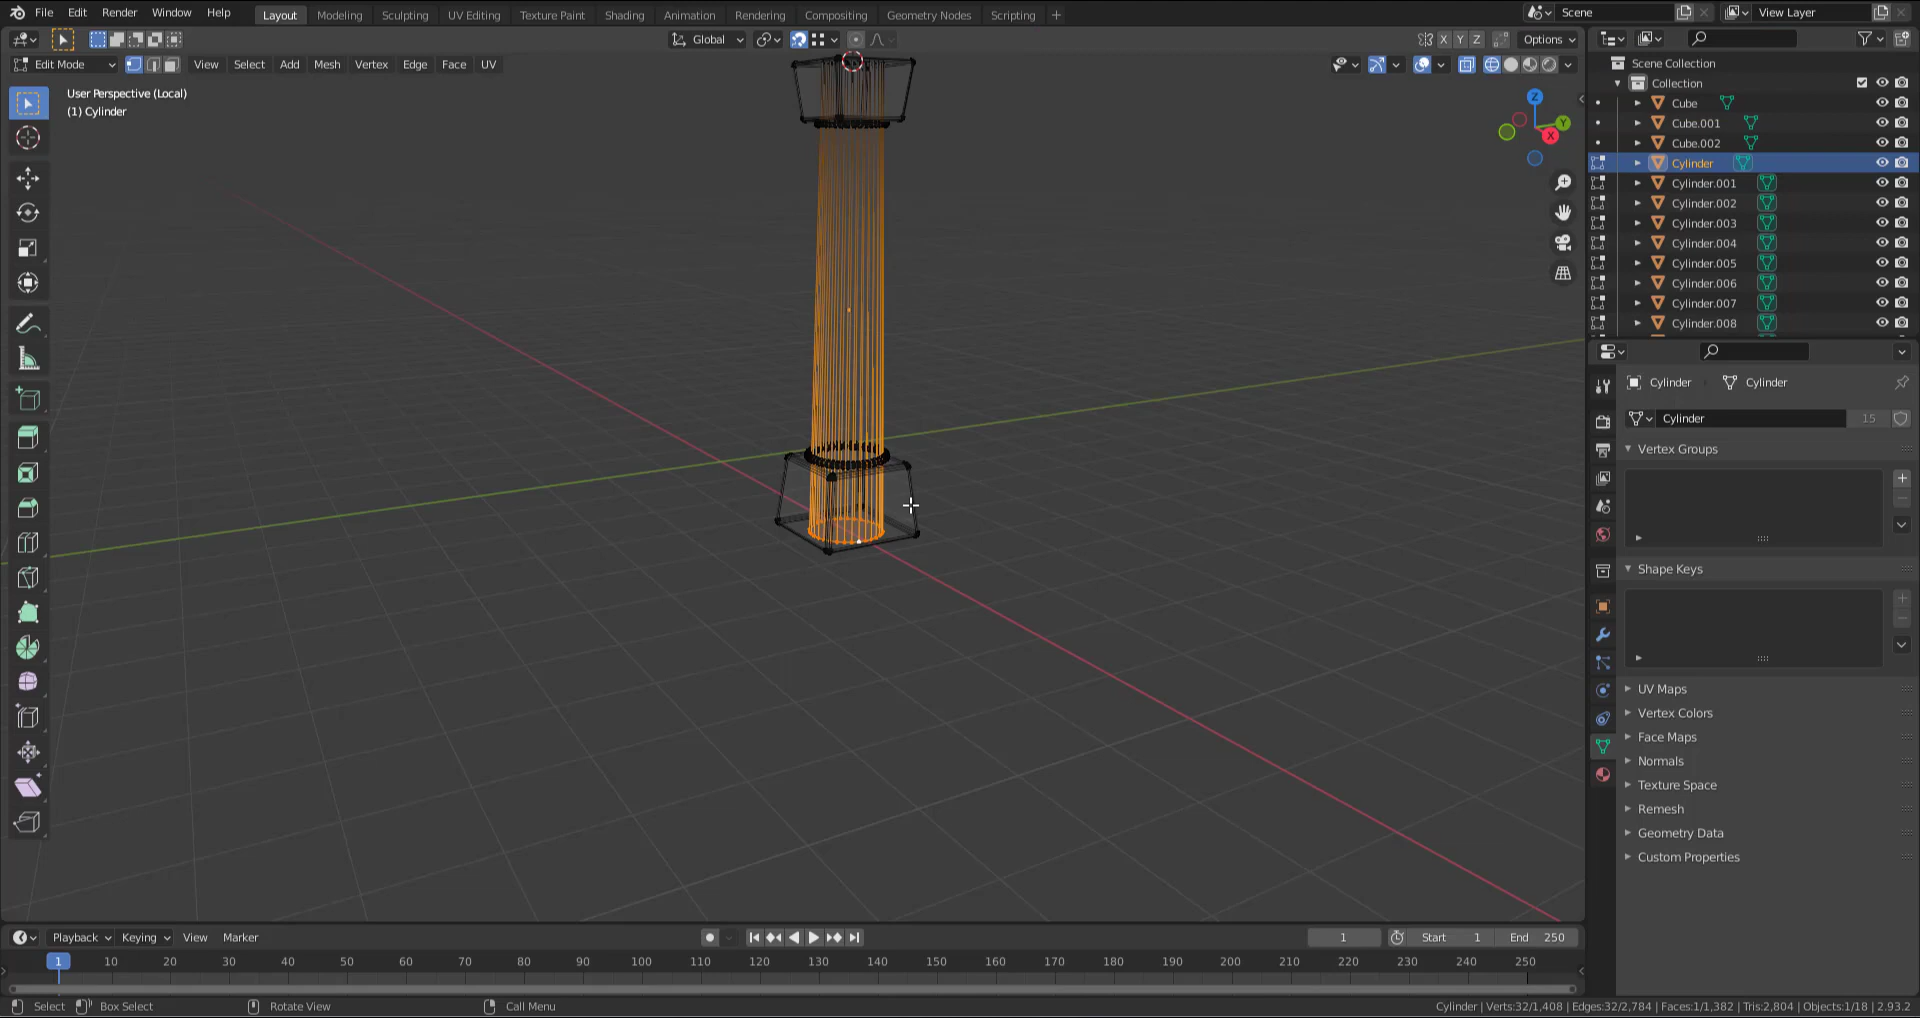 File Edit Render Window Help Layout Modeling Sculpting UV Editing Texture Paint Shading Animation Rendering Compositing Geometry Nodes Scripting + Scene View Layer
Global X Y Z Options
Edit Mode View Select Add Mesh Vertex Edge Face UV
User Perspective (Local)
(1) Cylinder
Z
Y
X
Scene Collection
Collection
Cube
Cube.001
Cube.002
Cylinder
Cylinder.001
Cylinder.002
Cylinder.003
Cylinder.004
Cylinder.005
Cylinder.006
Cylinder.007
Cylinder.008
Cylinder Cylinder
Cylinder 15
Vertex Groups
Shape Keys
UV Maps
Vertex Colors
Face Maps
Normals
Texture Space
Remesh
Geometry Data
Custom Properties
Playback Keying View Marker 1 Start 1 End 250
1 10 20 30 40 50 60 70 80 90 100 110 120 130 140 150 160 170 180 190 200 210 220 230 240 250
Select Box Select Rotate View Call Menu Cylinder | Verts:32/1,408 | Edges:32/2,784 | Faces:1/1,382 | Tris:2,804 | Objects:1/18 | 2.93.2